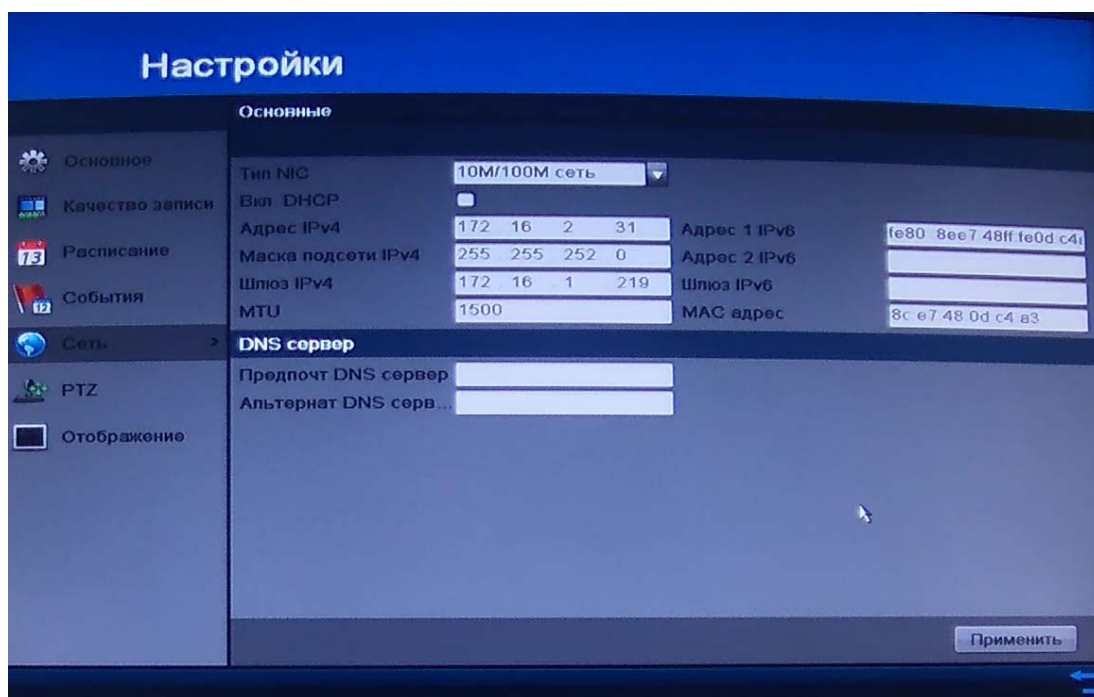 Настройки
Основные
Основное
Качество записи
Расписание
События
Сеть >
PTZ
Отображение
Тип NIC 10M/100M сеть
Вкл. DHCP
Адрес IPv4 172 . 16 . 2 . 31 Адрес 1 IPv6 fe80 8ee7 48ff:fe0d c4
Маска подсети IPv4 255 . 255 . 252 . 0 Адрес 2 IPv6
Шлюз IPv4 172 . 16 . 1 . 219 Шлюз IPv6
MTU 1500 MAC адрес 8c e7 48 0d c4 a3
DNS сервер
Предпочт DNS сервер
Альтернат DNS серв...
Применить
13
12